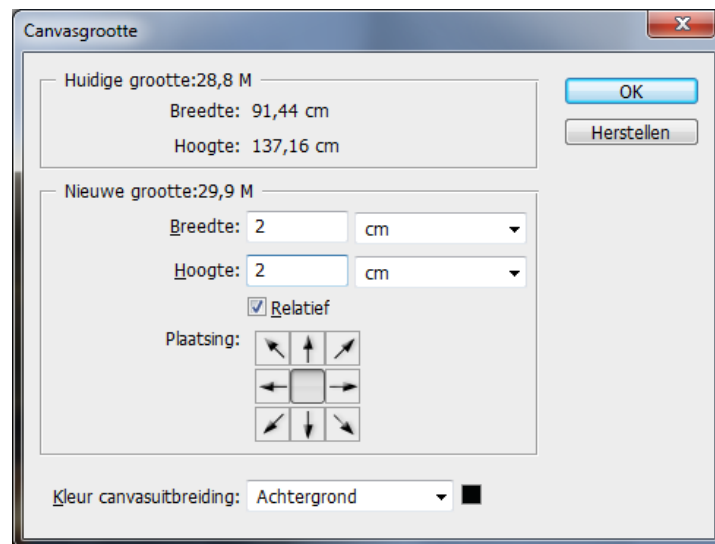 Canvasgrootte
Huidige grootte:28,8 M
Breedte: 91,44 cm
Hoogte: 137,16 cm
OK
Herstellen
Nieuwe grootte:29,9 M
Breedte: 2 cm
Hoogte: 2 cm
Relatief
Plaatsing:
Kleur canvasuitbreiding: Achtergrond